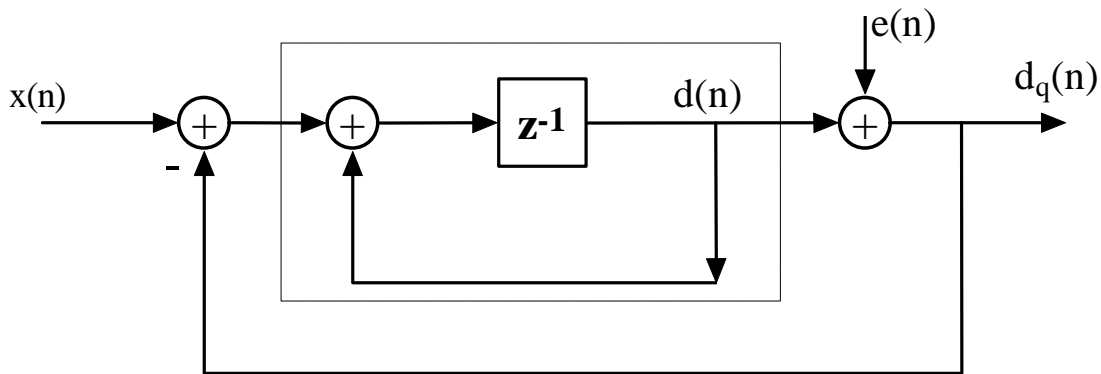 e(n)
x(n)
d(n)
d_q(n)
+
+
z^-1
+
-